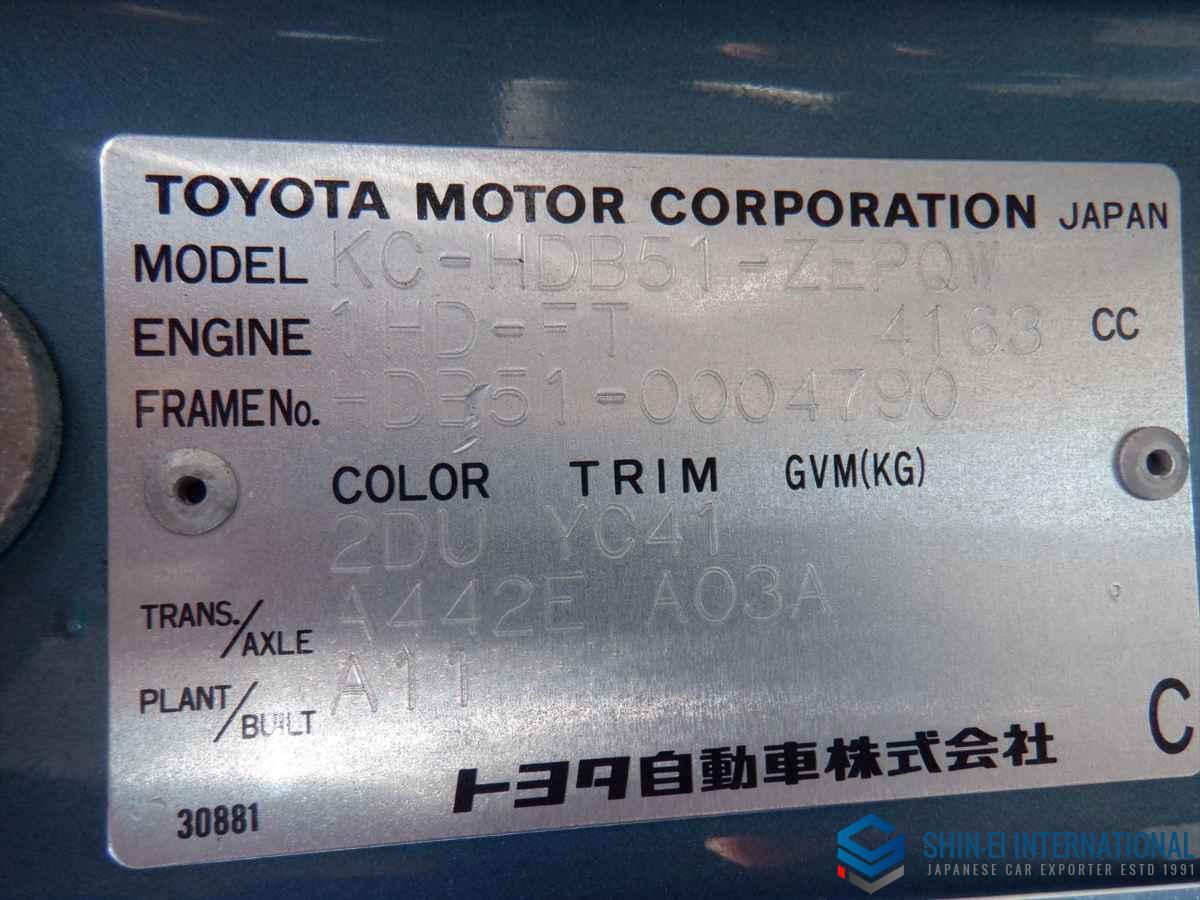 TOYOTA MOTOR CORPORATION JAPAN
MODEL KC-HDB51-ZEPQW
ENGINE 1HD-FT 4163 CC
FRAME No. HDB51-0004790
COLOR TRIM GVM(KG)
2DU YC41
TRANS./AXLE A442E A03A
PLANT/BUILT A11
C
トヨタ自動車株式会社
30881
SHIN-EI INTERNATIONAL
JAPANESE CAR EXPORTER ESTD 1991